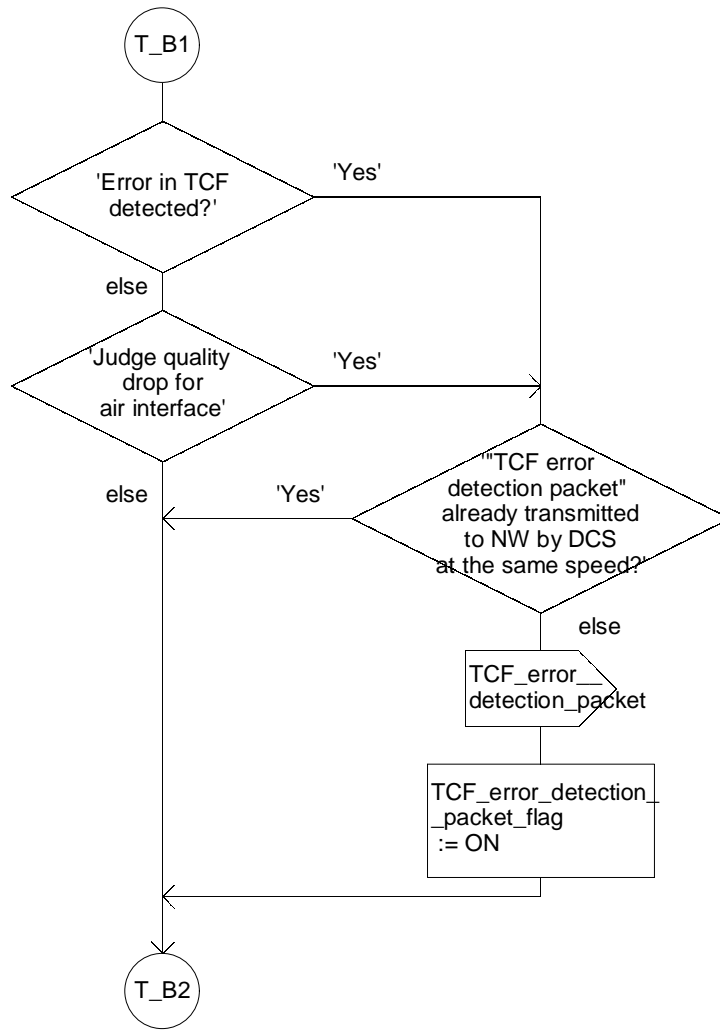 T_B1
'Error in TCF
detected?'
'Yes'
else
'Judge quality
drop for
air interface'
'Yes'
else
'Yes'
'"TCF error
detection packet"
already transmitted
to NW by DCS
at the same speed?'
else
TCF_error__
detection_packet
TCF_error_detection_
_packet_flag
:= ON
T_B2